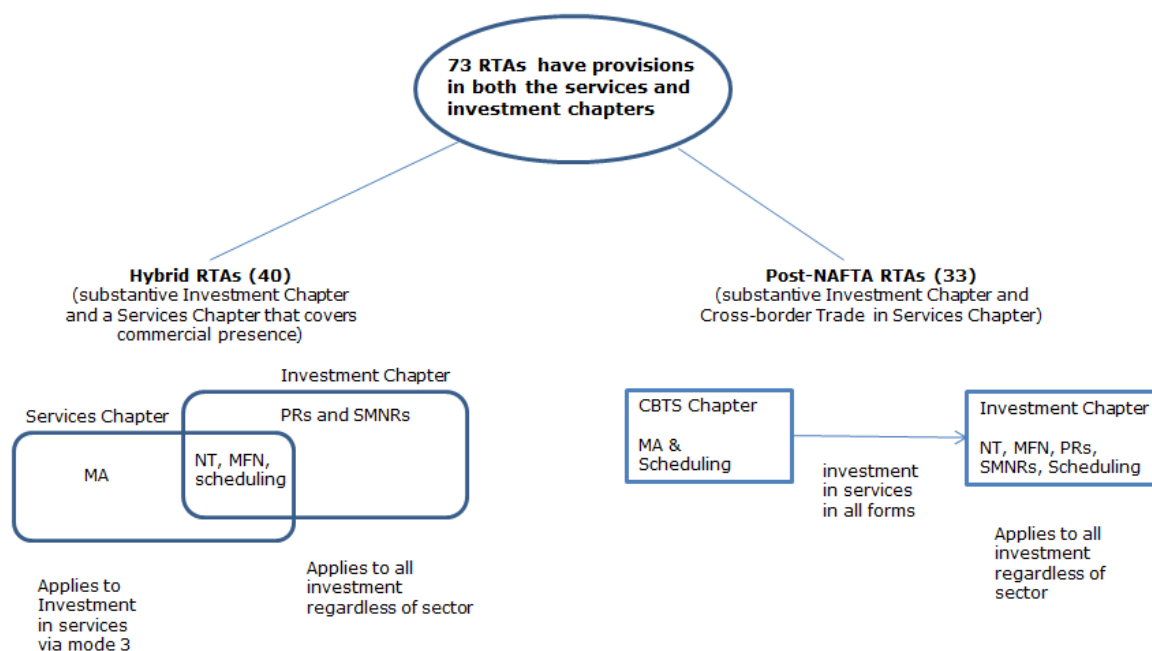 73 RTAs have provisions
in both the services and
investment chapters
Hybrid RTAs (40)
(substantive Investment Chapter
and a Services Chapter that covers
commercial presence)
Post-NAFTA RTAs (33)
(substantive Investment Chapter and
Cross-border Trade in Services Chapter)
Investment Chapter
PRs and SMNRs
Services Chapter
MA
NT, MFN,
scheduling
Applies to
Investment
in services
via mode 3
Applies to all
investment
regardless of sector
CBTS Chapter
MA &
Scheduling
investment
in services
in all forms
Investment Chapter
NT, MFN, PRs,
SMNRs, Scheduling
Applies to all
investment
regardless of
sector